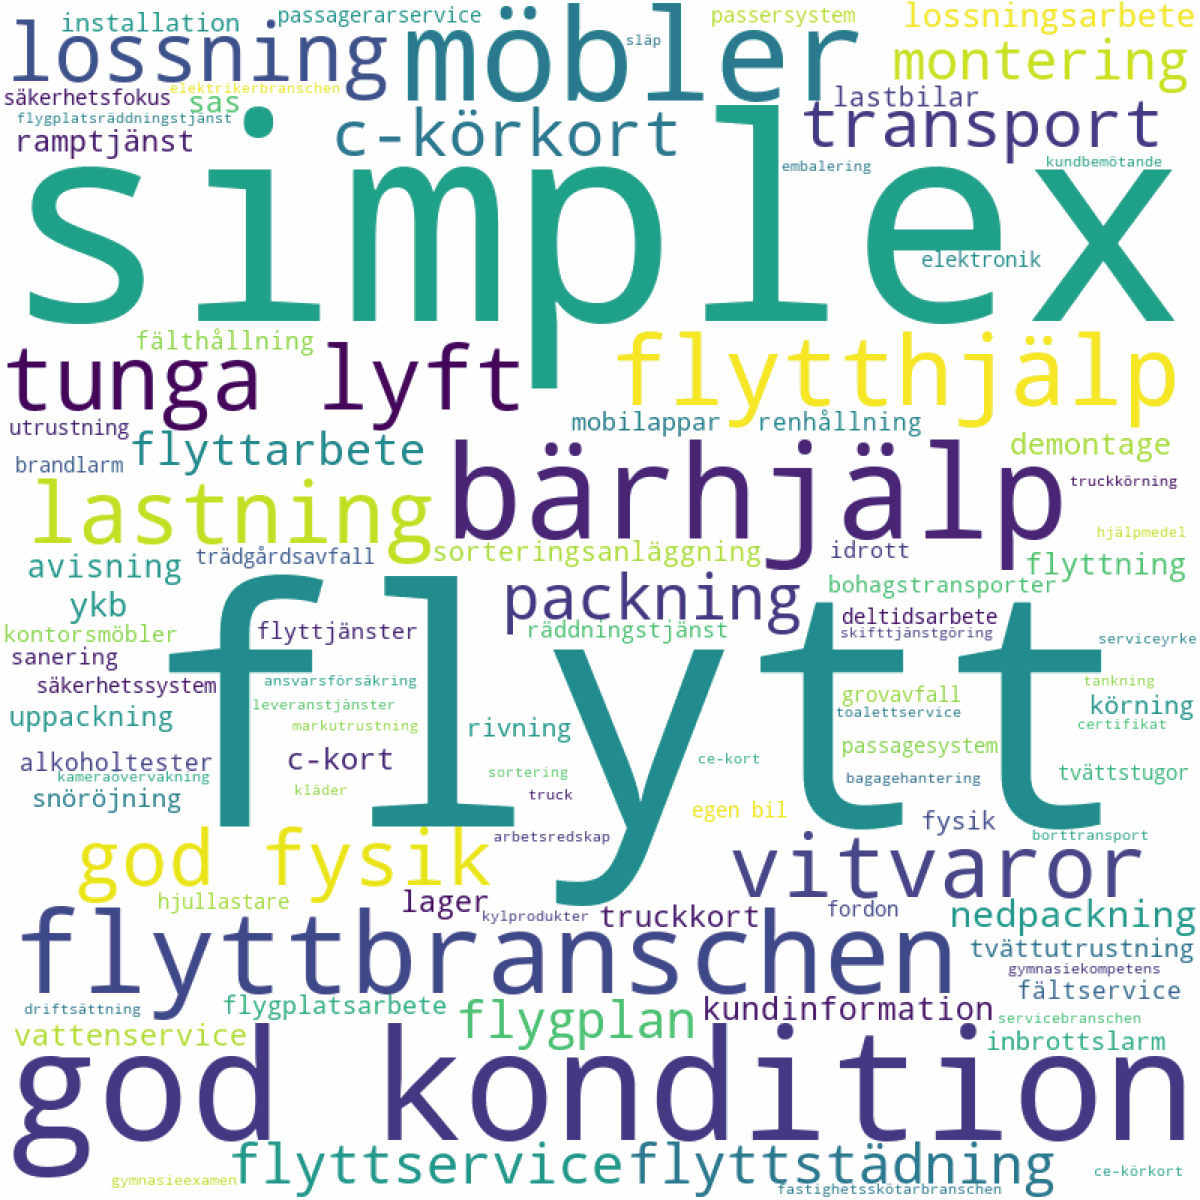 installation
passagerarservice
möbler
släp
passersystem
lossningsarbete
lossning
montering
säkerhetsfokus
elektrikerbranschen
sas
lastbilar
flygplatsräddningstjänst
ramptjänst
c-körkort
transport
embalering
kundbemötande
simplex
elektronik
fälthållning
tunga lyft
flytthjälp
utrustning
mobilappar
renhållning
brandlarm
flyttarbete
bärhjälp
demontage
truckkörning
lastning
hjälpmedel
avisning
trädgårdsavfall
sorteringsanläggning
idrott
flyttning
ykb
packning
bohagstransporter
kontorsmöbler
flyttjänster
räddningstjänst
deltidsarbete
skifttjänstgöring
serviceyrke
sanering
säkerhetssystem
flytt
ansvarsförsäkring
grovavfall
tankning
leveranstjänster
körning
uppackning
markutrustning
rivning
toalettservice
certifikat
alkoholtester
c-kort
ce-kort
passagesystem
kameraövervakning
sortering
bagagehantering
tvättstugor
snöröjning
kläder
truck
egen bil
fysik
arbetsredskap
borttransport
god fysik
vitvaror
hjullastare
lager
kylprodukter
truckkort
fordon
nedpackning
flyttbranschen
tvättutrustning
gymnasiekompetens
driftsättning
flygplatsarbete
kundinformation
fältservice
vattenservice
flygplan
servicebranschen
inbrottslarm
god kondition
flyttservice
flyttstädning
ce-körkort
gymnasieexamen
fastighetsskötarbranschen